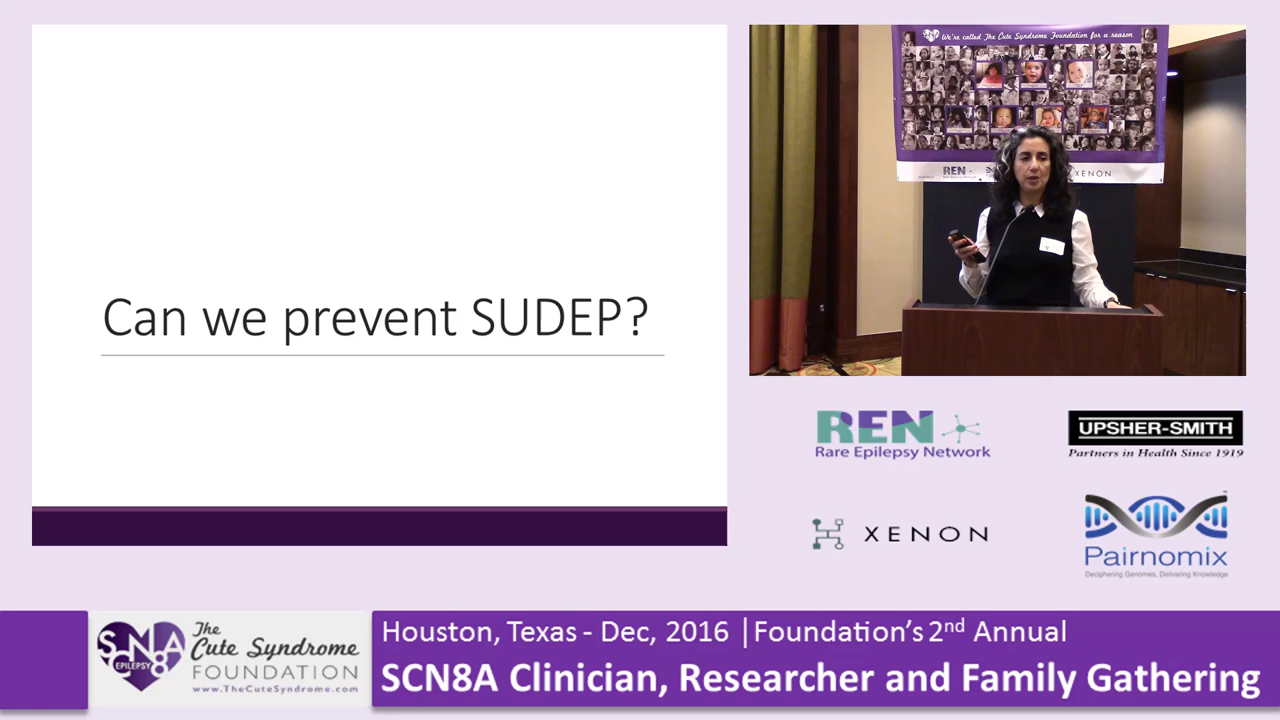 Can we prevent SUDEP?
We're called The Cute Syndrome Foundation for a reason
REN
XENON
REN
Rare Epilepsy Network
UPSHER-SMITH
Partners in Health Since 1919
XENON
Pairnomix
Deciphering Genomes, Delivering Knowledge
SCN8A
EPILEPSY
The
Cute Syndrome
FOUNDATION
www.TheCuteSyndrome.com
Houston, Texas - Dec, 2016 | Foundation's 2nd Annual
SCN8A Clinician, Researcher and Family Gathering